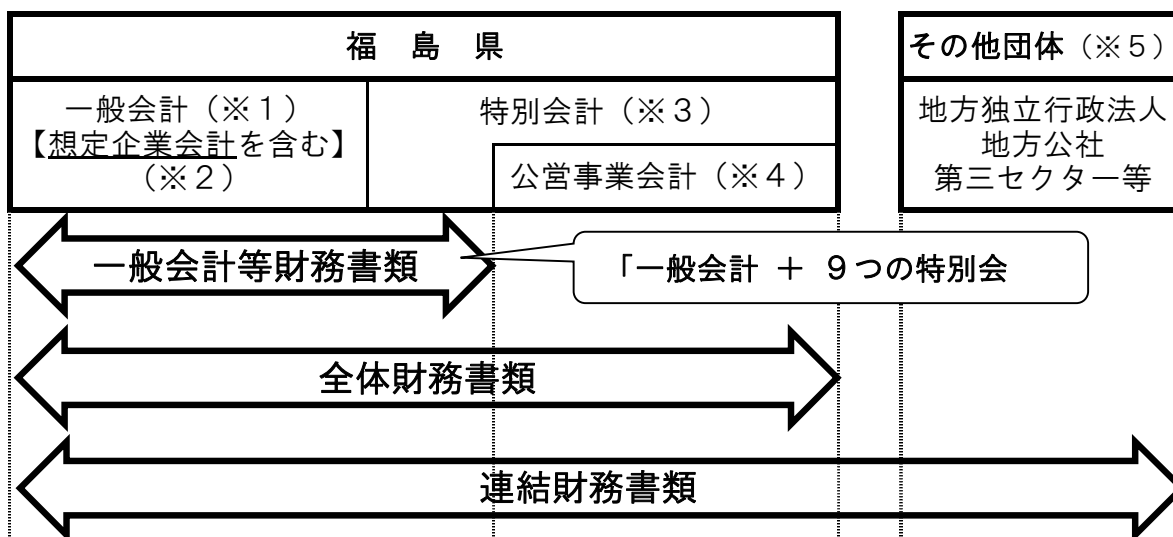 福 島 県
その他団体（※５）
一般会計（※１）
【想定企業会計を含む】
（※２）
特別会計（※３）
公営事業会計（※４）
地方独立行政法人
地方公社
第三セクター等
一般会計等財務書類
「一般会計 ＋ ９つの特別会
全体財務書類
連結財務書類